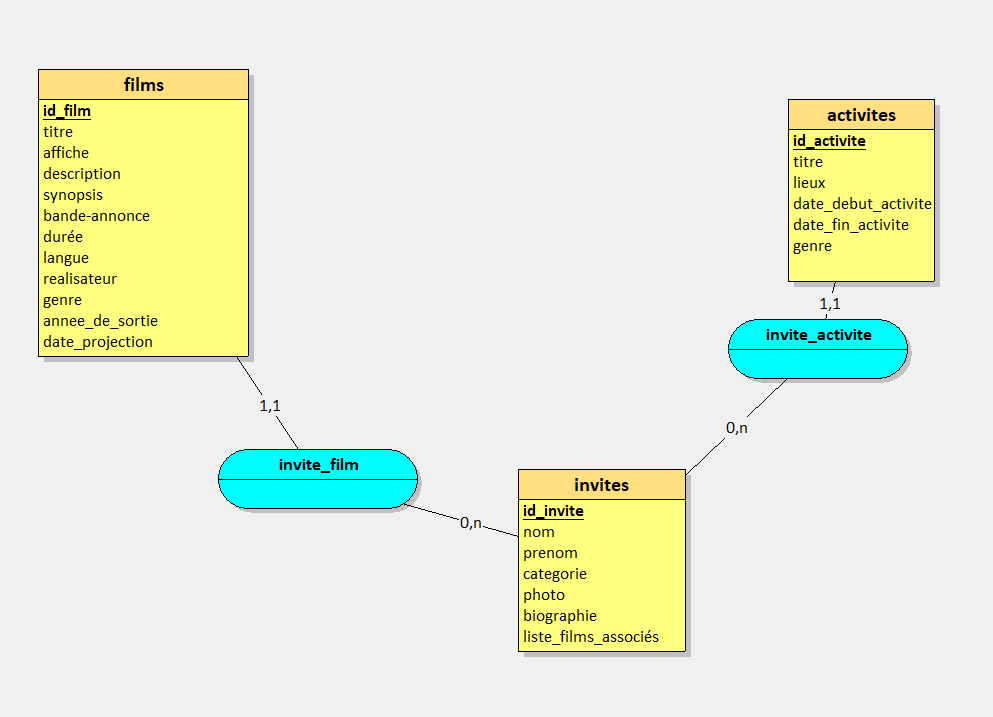 films
id_film
titre
affiche
description
synopsis
bande-annonce
durée
langue
realisateur
genre
annee_de_sortie
date_projection
activites
id_activite
titre
lieux
date_debut_activite
date_fin_activite
genre
1,1
invite_activite
0,n
1,1
invite_film
0,n
invites
id_invite
nom
prenom
categorie
photo
biographie
liste_films_associés